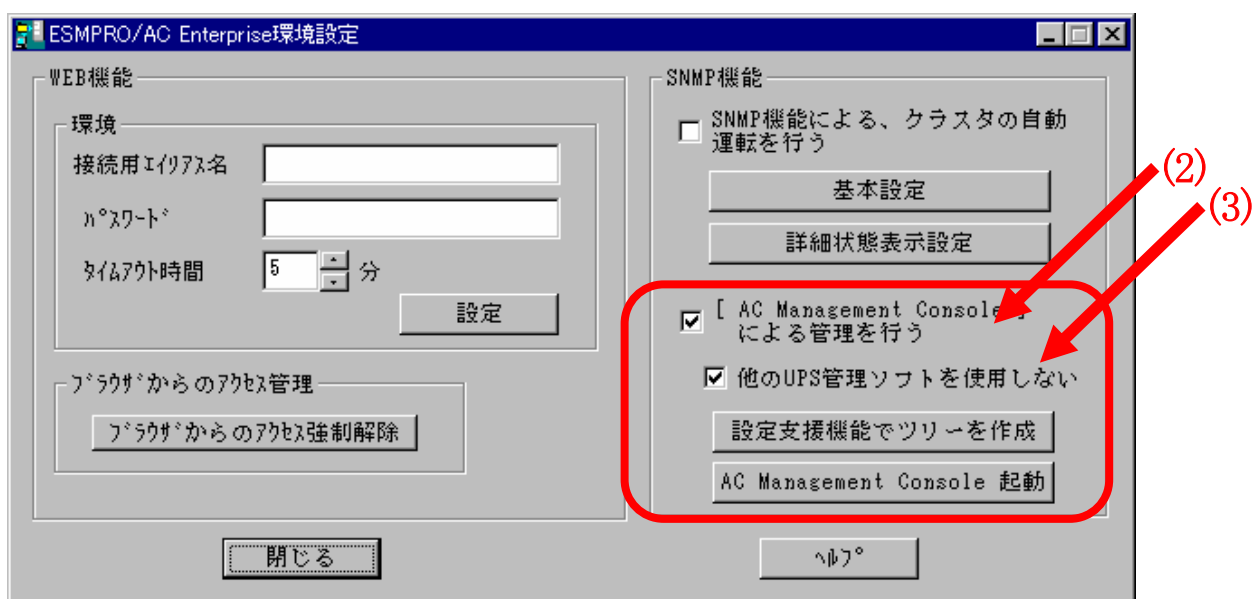 ESMPRO/AC Enterprise環境設定
WEB機能
環境
接続用ｴｲﾘｱｽ名
ﾊﾟｽﾜｰﾄﾞ
ﾀｲﾑｱｳﾄ時間
5
分
設定
ﾌﾞﾗｳｻﾞからのｱｸｾｽ管理
ﾌﾞﾗｳｻﾞからのｱｸｾｽ強制解除
SNMP機能
SNMP機能による、クラスタの自動
運転を行う
基本設定
詳細状態表示設定
[ AC Management Console ]
による管理を行う
他のUPS管理ソフトを使用しない
設定支援機能でツリーを作成
AC Management Console 起動
(2)
(3)
閉じる
ﾍﾙﾌﾟ